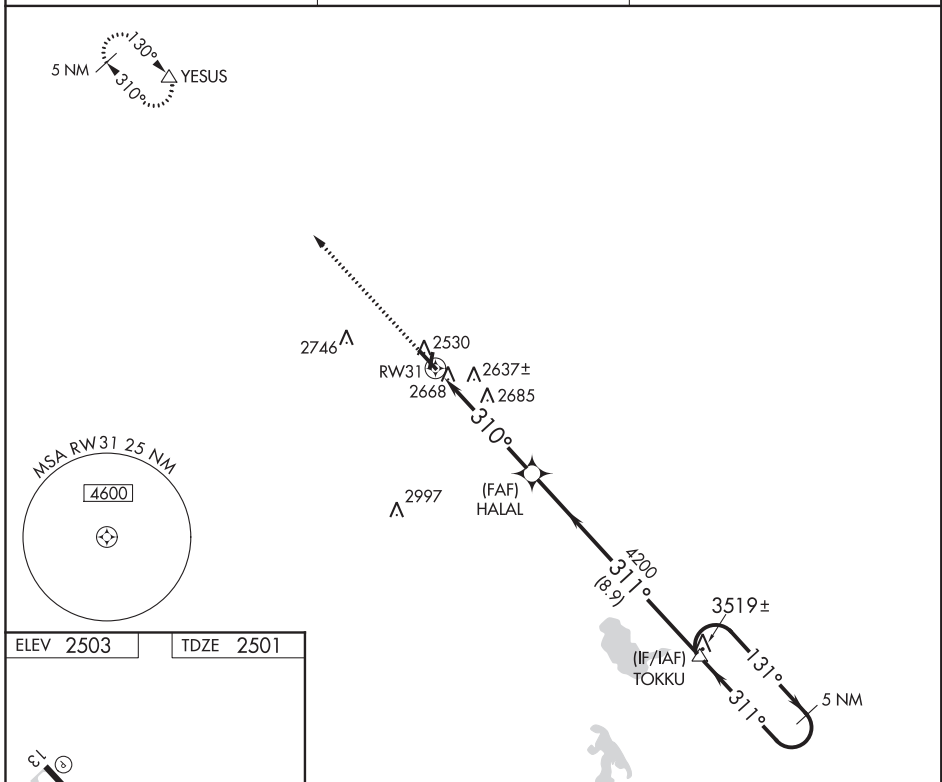 130°
5 NM
YESUS
310°
2746
2530
RW31
2637±
2668
2685
310°
MSA RW31 25 NM
4600
(FAF)
HALAL
2997
4200
311°
(8.9)
3519±
(IF/IAF)
TOKKU
131°
5 NM
311°
ELEV 2503
TDZE 2501
13
P